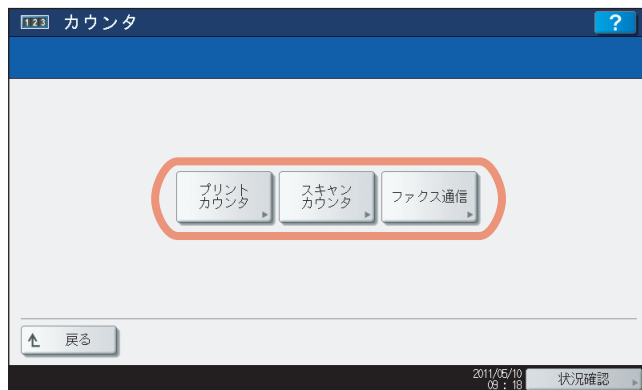 123 カウンタ
?
プリント
カウンタ
スキャン
カウンタ
ファクス通信
戻る
2011/05/10
09 : 18
状況確認